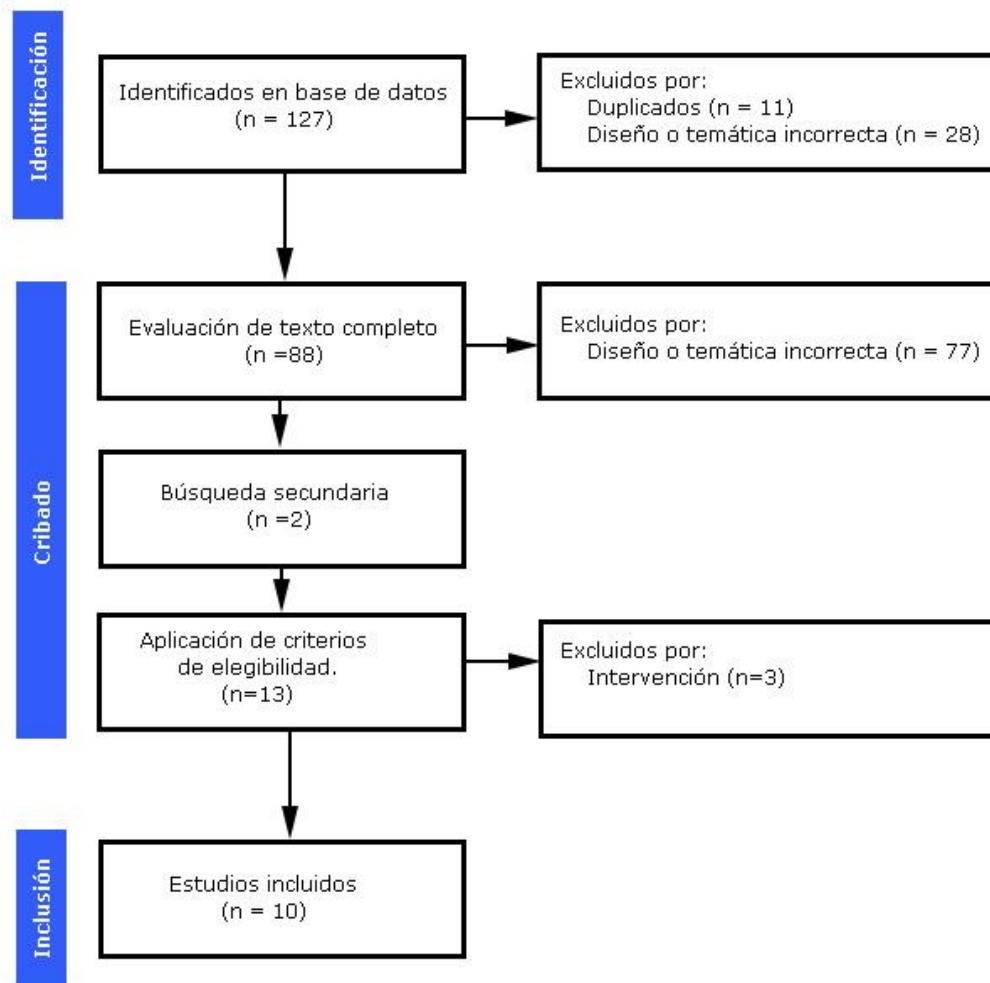 Identificación
Identificados en base de datos
(n = 127)
Excluidos por:
Duplicados (n = 11)
Diseño o temática incorrecta (n = 28)
Cribado
Evaluación de texto completo
(n =88)
Excluidos por:
Diseño o temática incorrecta (n = 77)
Búsqueda secundaria
(n =2)
Aplicación de criterios
de elegibilidad.
(n=13)
Excluidos por:
Intervención (n=3)
Inclusión
Estudios incluidos
(n = 10)